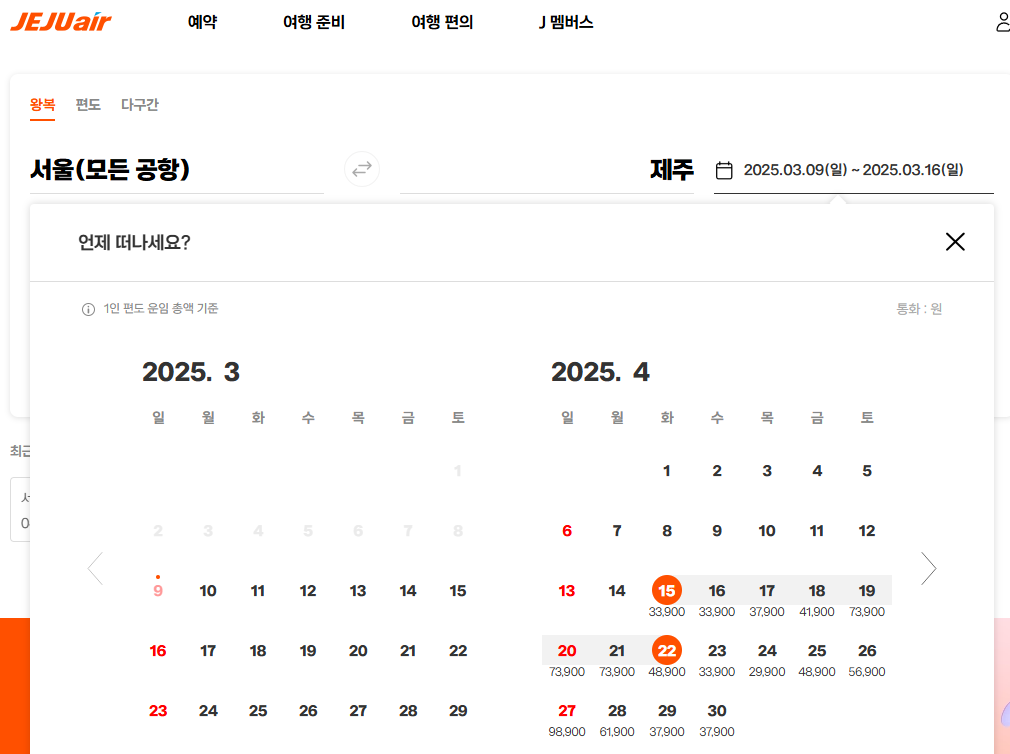 JEJUair 예약 여행 준비 여행 편의 J 멤버스
왕복 편도 다구간
서울(모든 공항) 제주 2025.03.09(일) ~ 2025.03.16(일)
언제 떠나세요?
1인 편도 운임 총액 기준 통화 : 원
최근
서
2025. 3
일 월 화 수 목 금 토
1
2 3 4 5 6 7 8
9 10 11 12 13 14 15
16 17 18 19 20 21 22
23 24 25 26 27 28 29
2025. 4
일 월 화 수 목 금 토
1 2 3 4 5
6 7 8 9 10 11 12
13 14 15 16 17 18 19
33,900 33,900 37,900 41,900 73,900
20 21 22 23 24 25 26
73,900 73,900 48,900 33,900 29,900 48,900 56,900
27 28 29 30
98,900 61,900 37,900 37,900